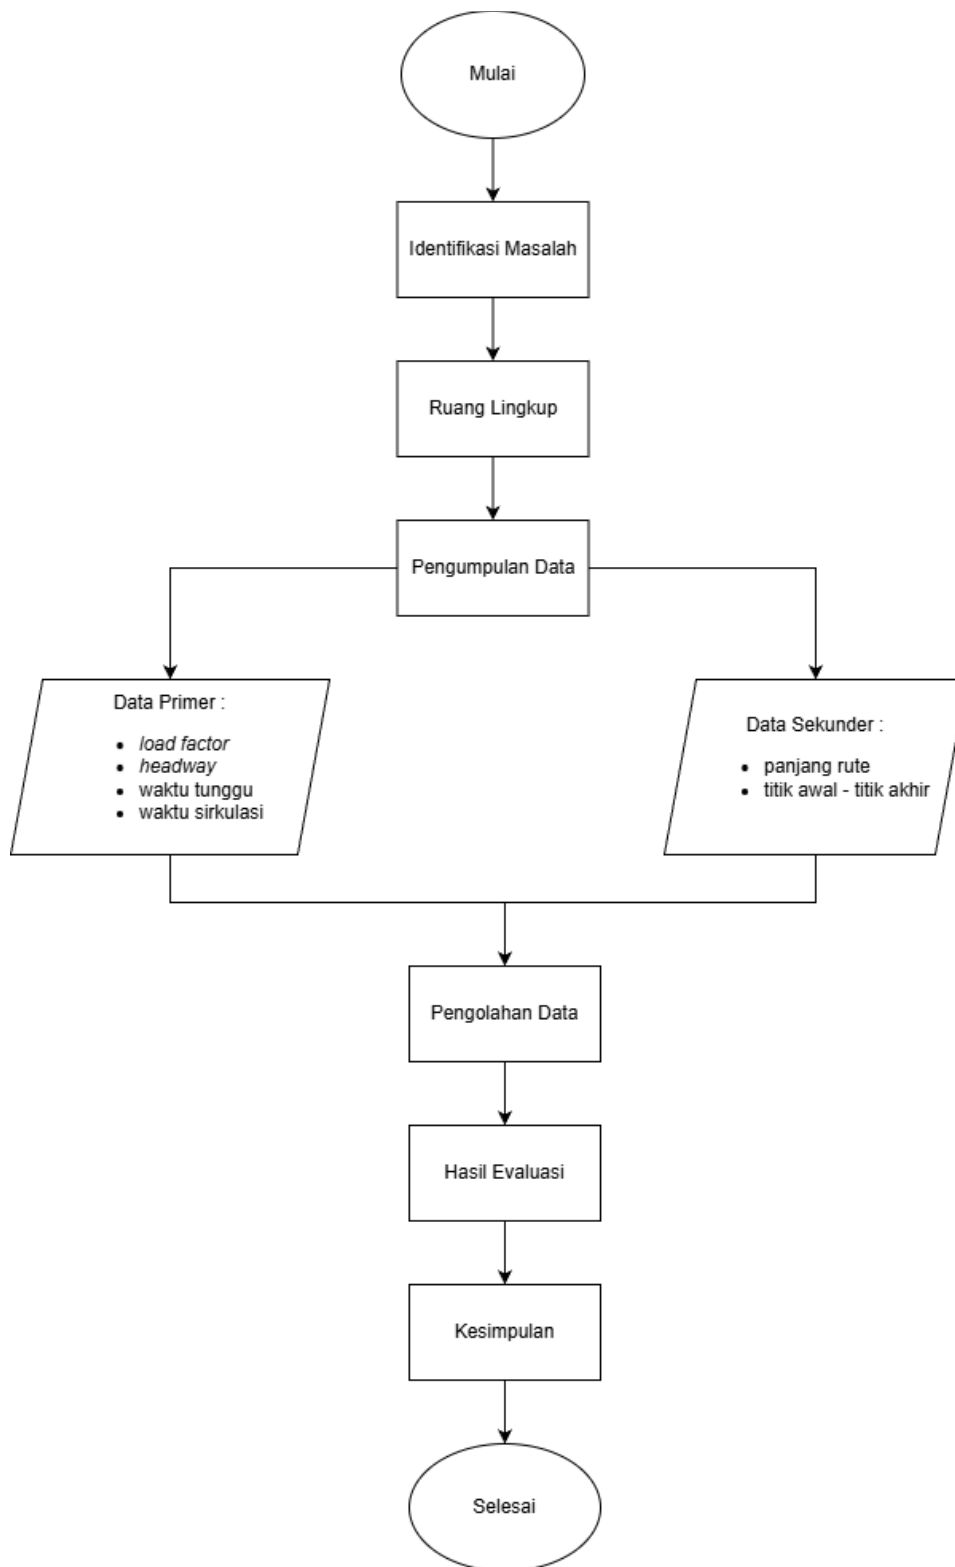 Mulai
Identifikasi Masalah
Ruang Lingkup
Pengumpulan Data
Data Primer :
• load factor
• headway
• waktu tunggu
• waktu sirkulasi
Data Sekunder :
• panjang rute
• titik awal - titik akhir
Pengolahan Data
Hasil Evaluasi
Kesimpulan
Selesai